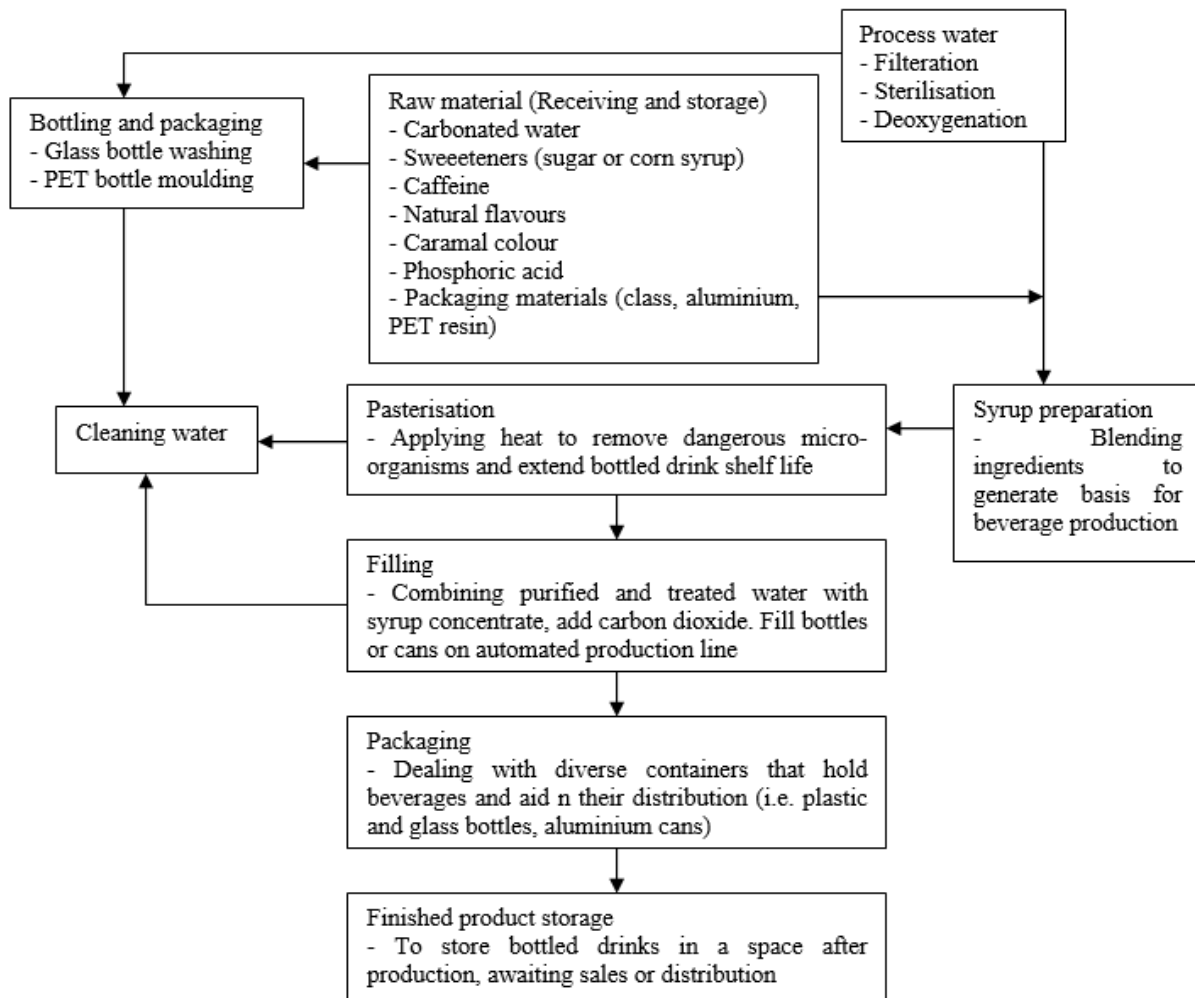 Process water
- Filteration
- Sterilisation
- Deoxygenation
Raw material (Receiving and storage)
- Carbonated water
- Sweeeteners (sugar or corn syrup)
- Caffeine
- Natural flavours
- Caramal colour
- Phosphoric acid
- Packaging materials (class, aluminium,
PET resin)
Bottling and packaging
- Glass bottle washing
- PET bottle moulding
Cleaning water
Pasterisation
- Applying heat to remove dangerous micro-
organisms and extend bottled drink shelf life
Syrup preparation
- Blending
ingredients to
generate basis for
beverage production
Filling
- Combining purified and treated water with
syrup concentrate, add carbon dioxide. Fill bottles
or cans on automated production line
Packaging
- Dealing with diverse containers that hold
beverages and aid n their distribution (i.e. plastic
and glass bottles, aluminium cans)
Finished product storage
- To store bottled drinks in a space after
production, awaiting sales or distribution